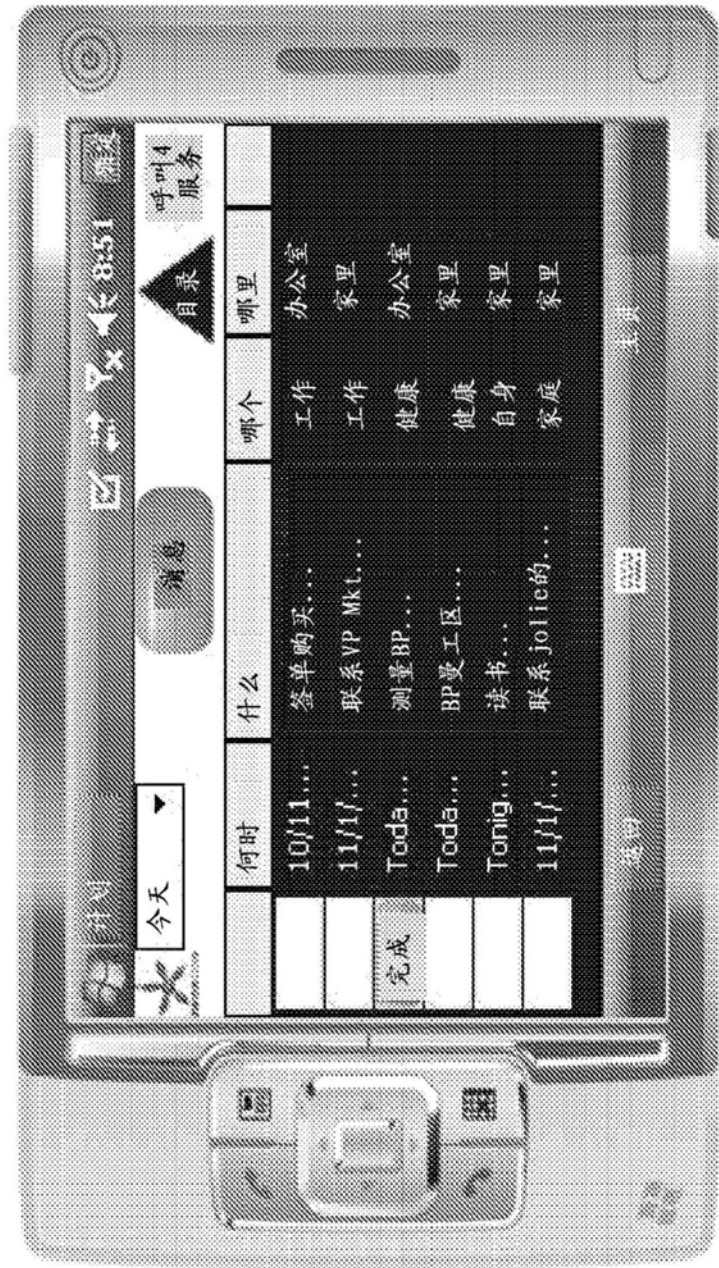 计划 8:51 确定
今天 消息 目录 呼叫4
服务
何时 什么 哪个 哪里
10/11... 签单购买... 工作 办公室
11/1/... 联系VP Mkt... 工作 家里
完成 Toda... 测量BP... 健康 办公室
Toda... BP曼工区... 健康 家里
Tonig... 读书... 自身 家里
11/1/... 联系jolie的... 家庭 家里
返回 主页